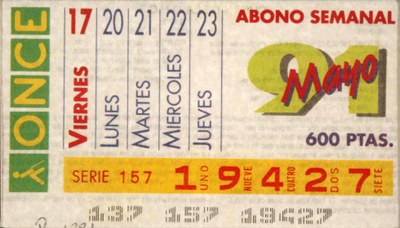 ONCE
17 VIERNES
20 LUNES
21 MARTES
22 MIERCOLES
23 JUEVES
ABONO SEMANAL
91
Mayo
600 PTAS.
SERIE 157
1 UNO 9 NUEVE 4 CUATRO 2 DOS 7 SIETE
137 157 19427